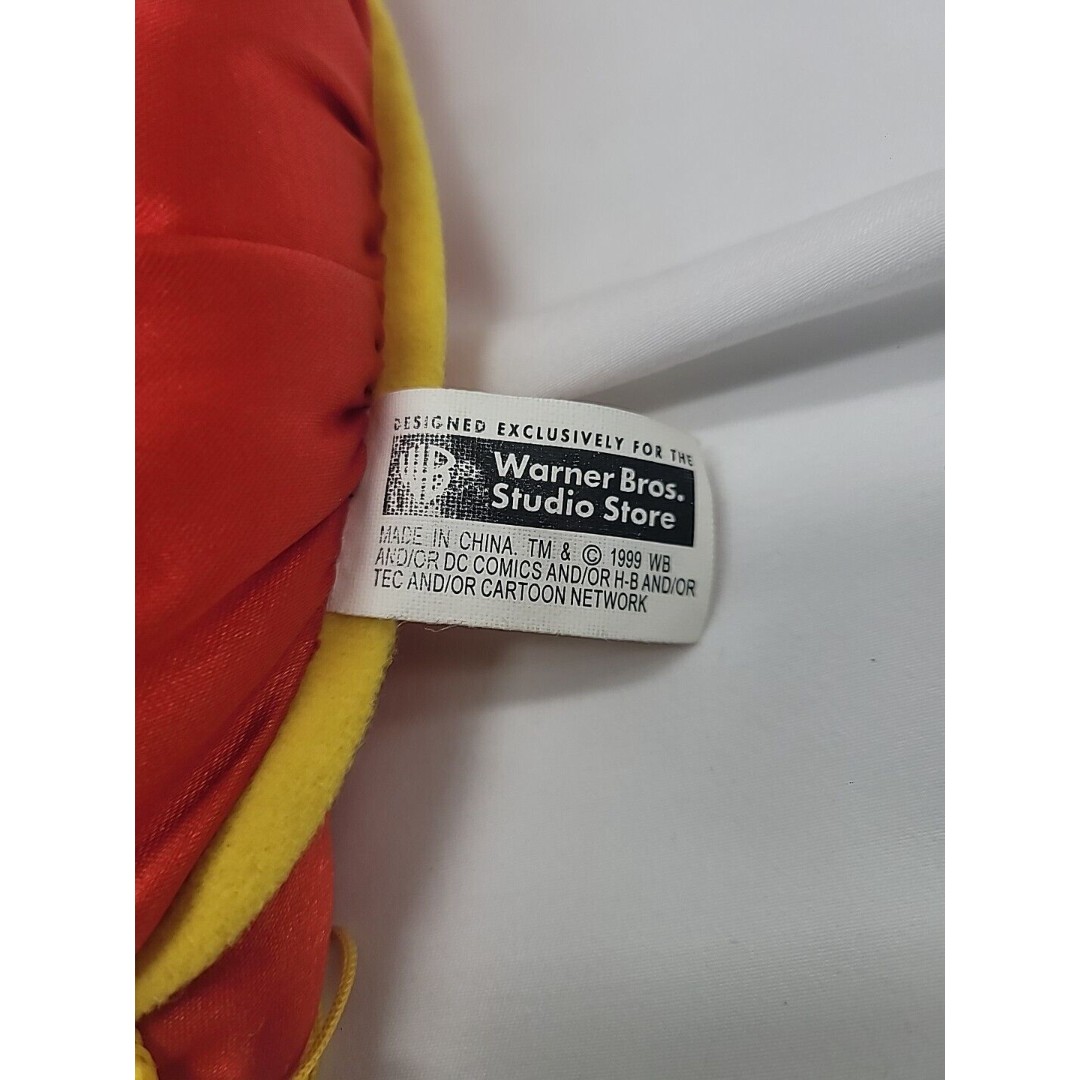 DESIGNED EXCLUSIVELY FOR THE
WB
Warner Bros.
Studio Store
MADE IN CHINA. TM & © 1999 WB
AND/OR DC COMICS AND/OR H-B AND/OR
TEC AND/OR CARTOON NETWORK